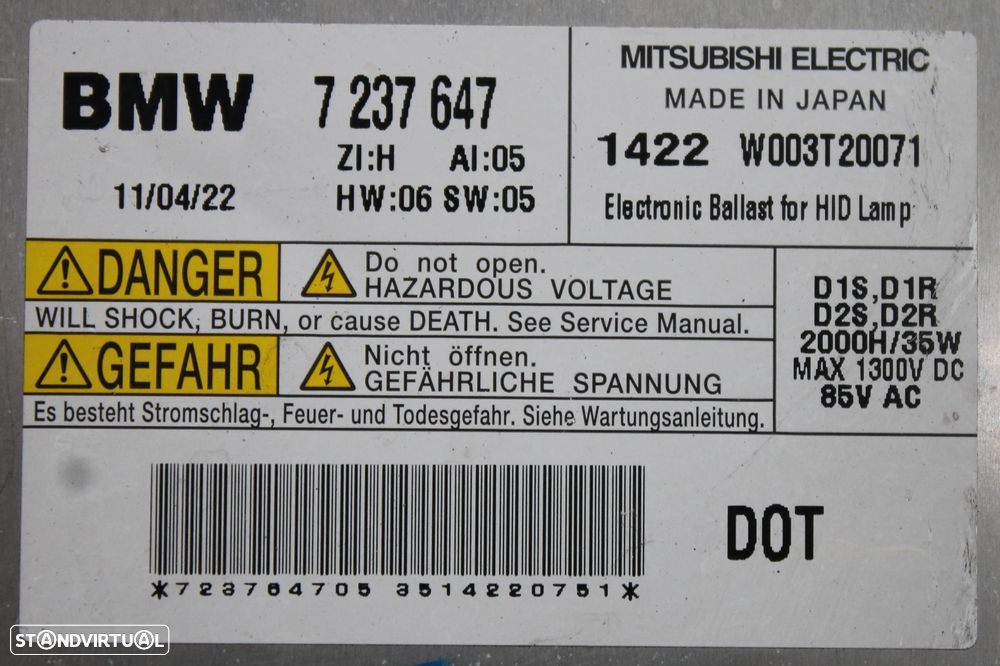 BMW 7 237 647
ZI:H AI:05
11/04/22 HW:06 SW:05
MITSUBISHI ELECTRIC
MADE IN JAPAN
1422 W003T20071
Electronic Ballast for HID Lamp
DANGER
Do not open.
HAZARDOUS VOLTAGE
WILL SHOCK, BURN, or cause DEATH. See Service Manual.
GEFAHR
Nicht öffnen.
GEFÄHRLICHE SPANNUNG
Es besteht Stromschlag-, Feuer- und Todesgefahr. Siehe Wartungsanleitung.
D1S,D1R
D2S,D2R
2000H/35W
MAX 1300V DC
85V AC
*723764705 3514220751*
DOT
STANDVIRTUAL